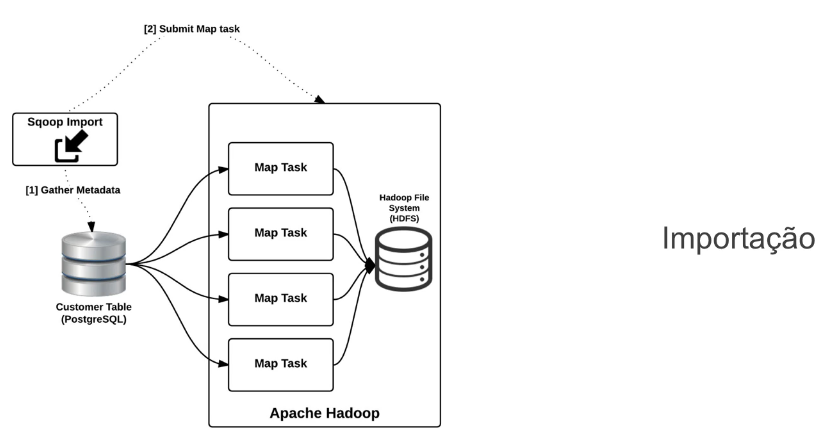 [2] Submit Map task
Sqoop Import
[1] Gather Metadata
Customer Table
(PostgreSQL)
Map Task
Map Task
Map Task
Map Task
Hadoop File
System
(HDFS)
Apache Hadoop
Importação